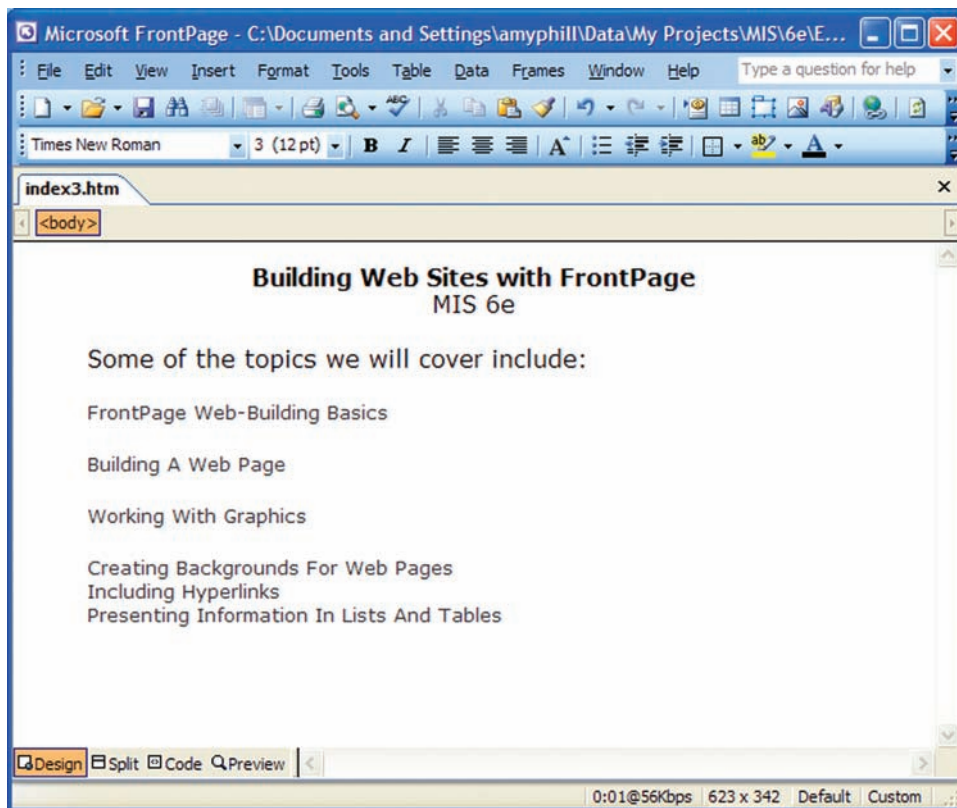 Microsoft FrontPage - C:\Documents and Settings\amyphill\Data\My Projects\MIS\6e\E...
File Edit View Insert Format Tools Table Data Frames Window Help Type a question for help
Times New Roman 3 (12 pt) B I A ab A
index3.htm
<body>
Building Web Sites with FrontPage
MIS 6e
Some of the topics we will cover include:
FrontPage Web-Building Basics
Building A Web Page
Working With Graphics
Creating Backgrounds For Web Pages
Including Hyperlinks
Presenting Information In Lists And Tables
Design Split Code Preview
0:01@56Kbps 623 x 342 Default Custom